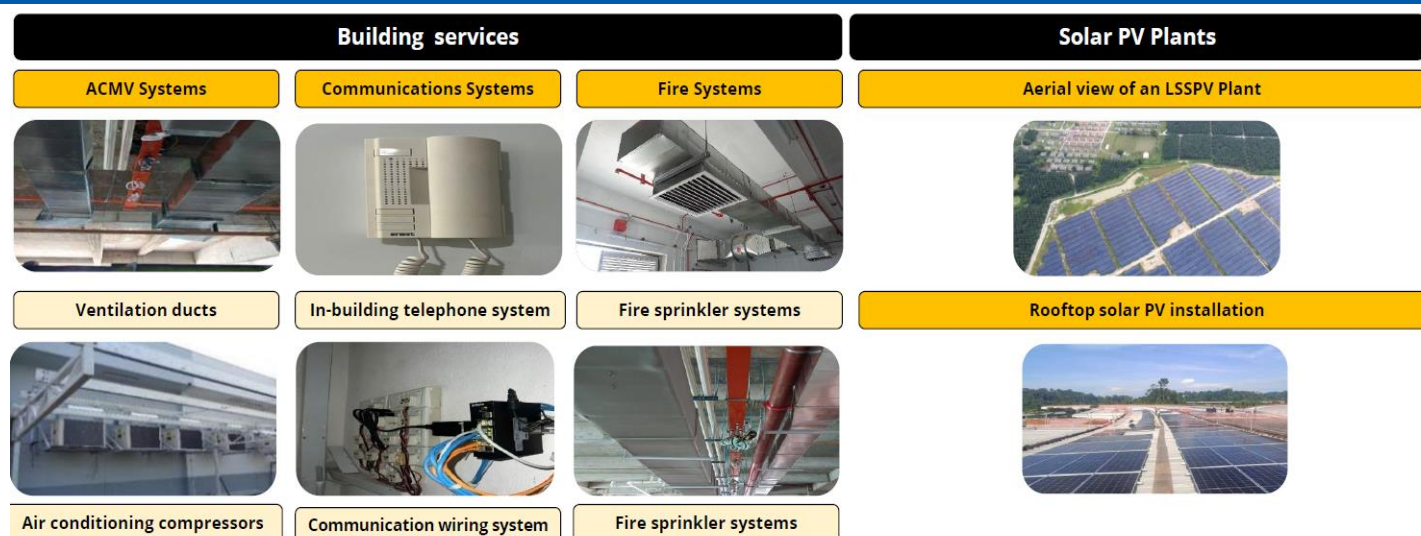 Building services
Solar PV Plants
ACMV Systems
Communications Systems
Fire Systems
Aerial view of an LSSPV Plant
Ventilation ducts
In-building telephone system
Fire sprinkler systems
Rooftop solar PV installation
Air conditioning compressors
Communication wiring system
Fire sprinkler systems